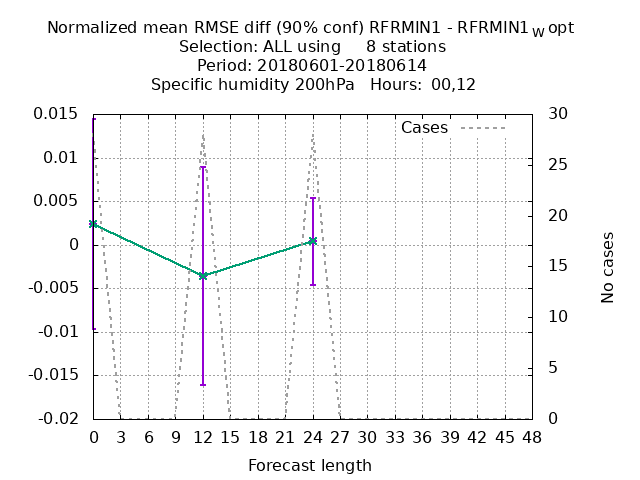 Normalized mean RMSE diff (90% conf) RFRMIN1 - RFRMIN1wopt
Selection: ALL using     8 stations
Period: 20180601-20180614
Specific humidity 200hPa   Hours:  00,12
Cases
0.015
0.01
0.005
0
-0.005
-0.01
-0.015
-0.02
30
25
20
15
10
5
0
No cases
0 3 6 9 12 15 18 21 24 27 30 33 36 39 42 45 48
Forecast length